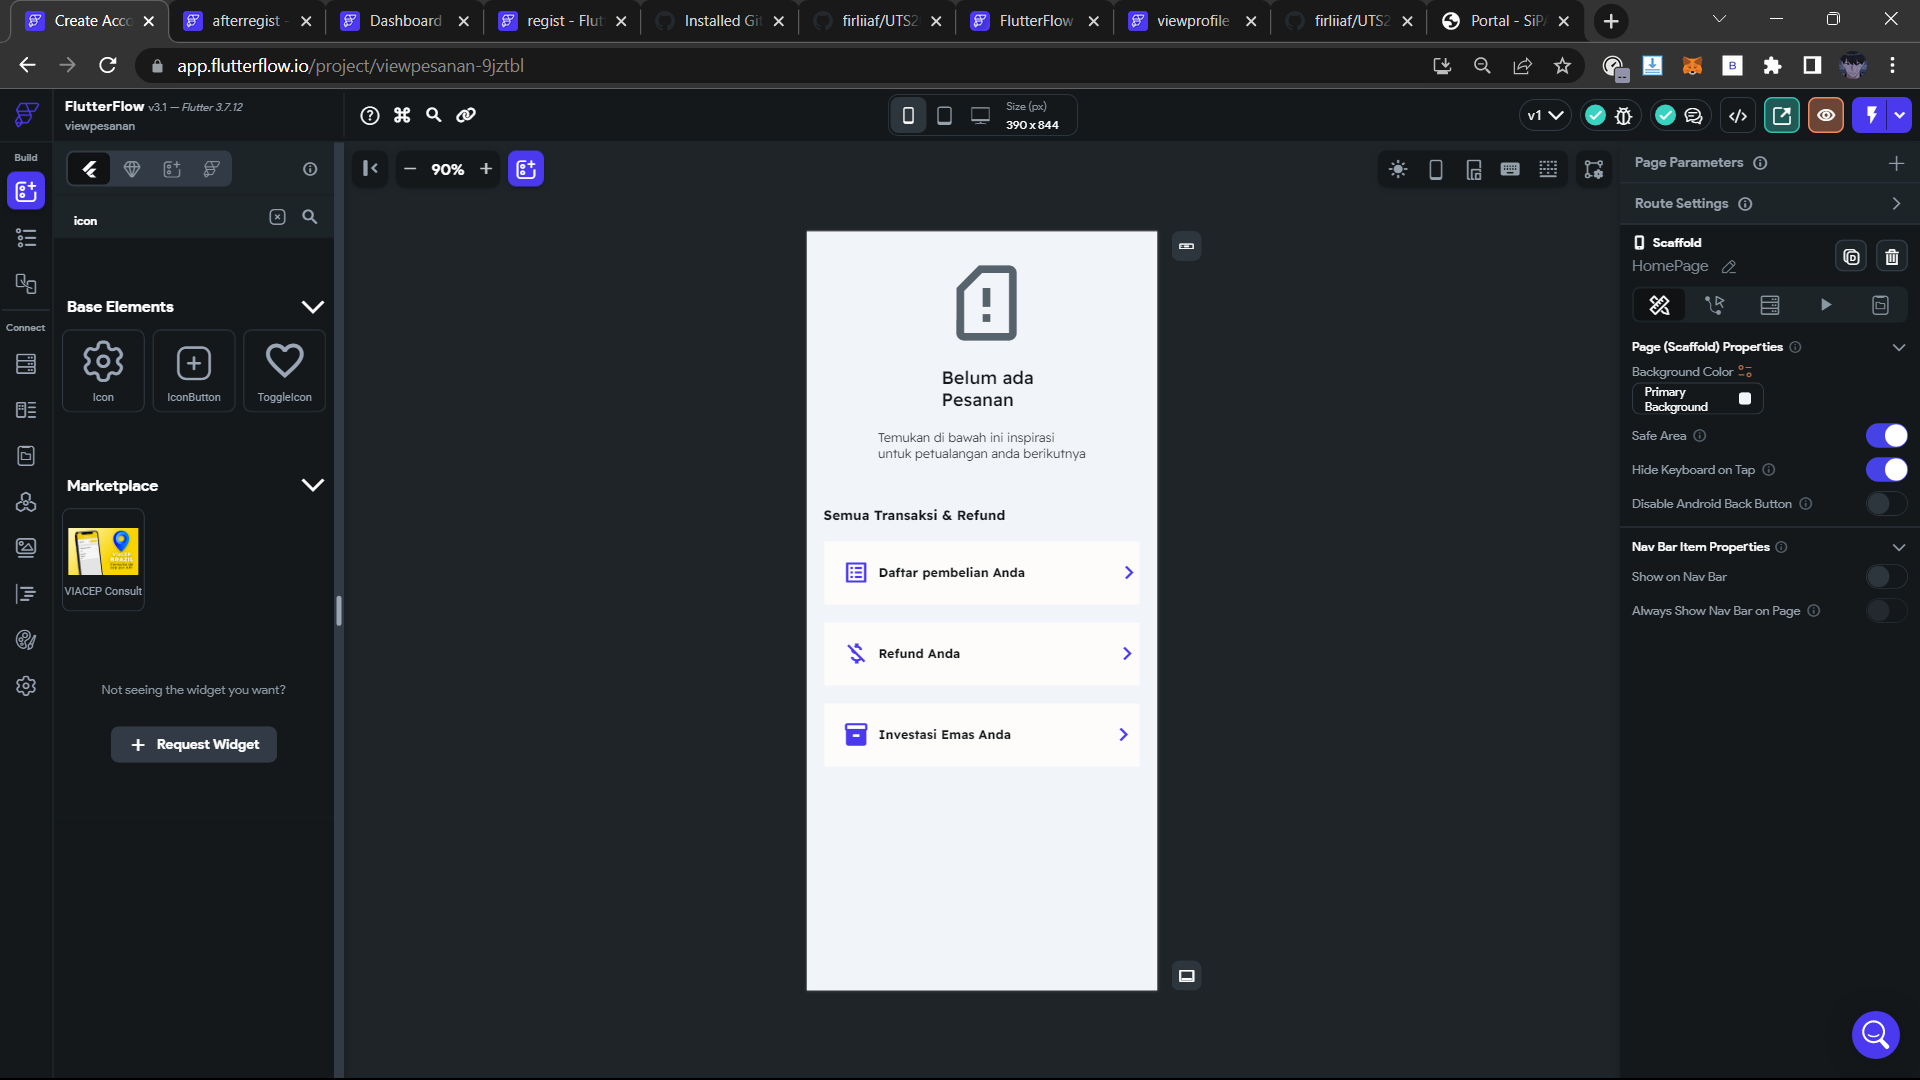 Create Acco
afterregist -
Dashboard
regist - Flut
Installed Git
firliiaf/UTS2
FlutterFlow
viewprofile
firliiaf/UTS2
Portal - SiPA
app.flutterflow.io/project/viewpesanan-9jztbl
FlutterFlow v3.1 — Flutter 3.7.12
viewpesanan
Size (px)
390 x 844
v1
Build
90%
icon
Base Elements
Icon
IconButton
ToggleIcon
Connect
Marketplace
VIACEP
BRAZIL
VIACEP Consult
Not seeing the widget you want?
+ Request Widget
Belum ada
Pesanan
Temukan di bawah ini inspirasi
untuk petualangan anda berikutnya
Semua Transaksi & Refund
Daftar pembelian Anda
Refund Anda
Investasi Emas Anda
Page Parameters
Route Settings
Scaffold
HomePage
Page (Scaffold) Properties
Background Color
Primary
Background
Safe Area
Hide Keyboard on Tap
Disable Android Back Button
Nav Bar Item Properties
Show on Nav Bar
Always Show Nav Bar on Page